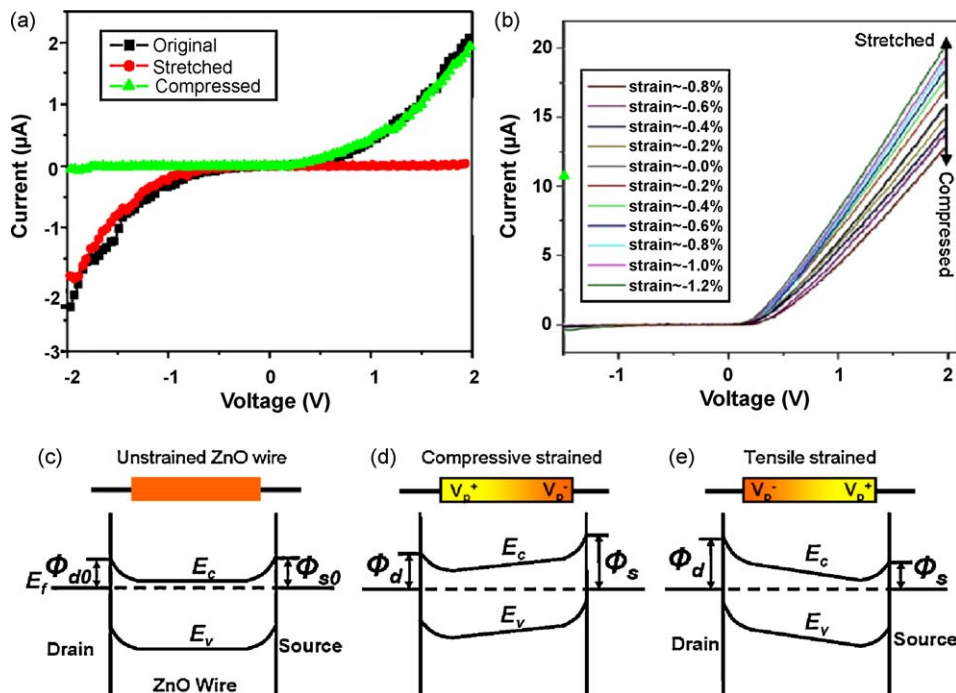 (a)
2
1
0
-1
-2
-3
Current (μA)
Original
Stretched
Compressed
-2 -1 0 1 2
Voltage (V)
(b)
20
15
10
5
0
Current (μA)
strain~-0.8%
strain~-0.6%
strain~-0.4%
strain~-0.2%
strain~-0.0%
strain~-0.2%
strain~-0.4%
strain~-0.6%
strain~-0.8%
strain~-1.0%
strain~-1.2%
Stretched
Compressed
-1 0 1 2
Voltage (V)
(c)
Unstrained ZnO wire
Φd0
Ef
Ec
Φs0
Ev
Drain
Source
ZnO Wire
(d)
Compressive strained
Vp+ Vp-
Φd
Ec
Φs
Ev
(e)
Tensile strained
Vp- Vp+
Φd
Ec
Φs
Ev
Drain
Source